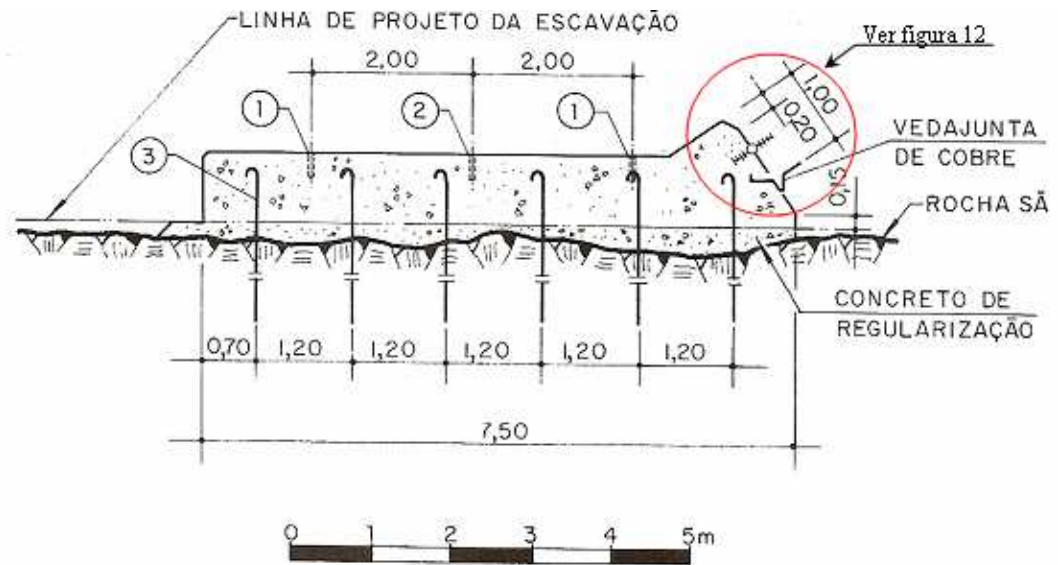 LINHA DE PROJETO DA ESCAVAÇÃO
Ver figura 12
2,00 2,00
1 2 1
1,00
0,20
3
VEDAJUNTA
DE COBRE
0,15
ROCHA SÃ
CONCRETO DE
REGULARIZAÇÃO
0,70 1,20 1,20 1,20 1,20 1,20
7,50
0 1 2 3 4 5m